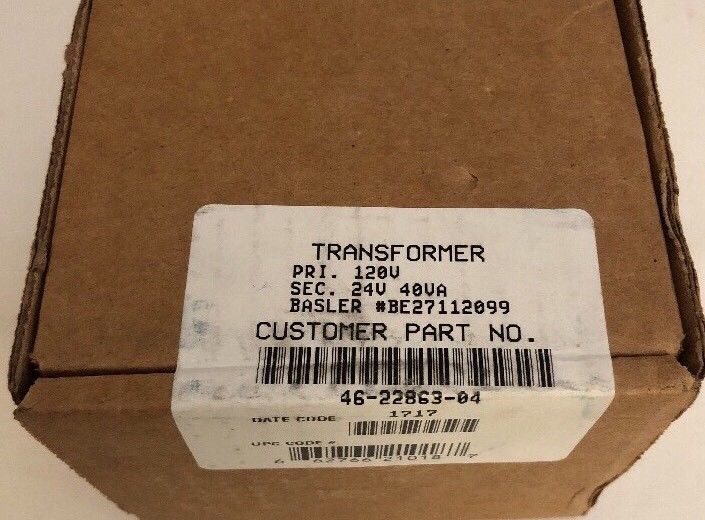 TRANSFORMER
PRI. 120V
SEC. 24V 40VA
BASLER #BE27112099
CUSTOMER PART NO.
46-22863-04
DATE CODE 1717
UPC CODE #